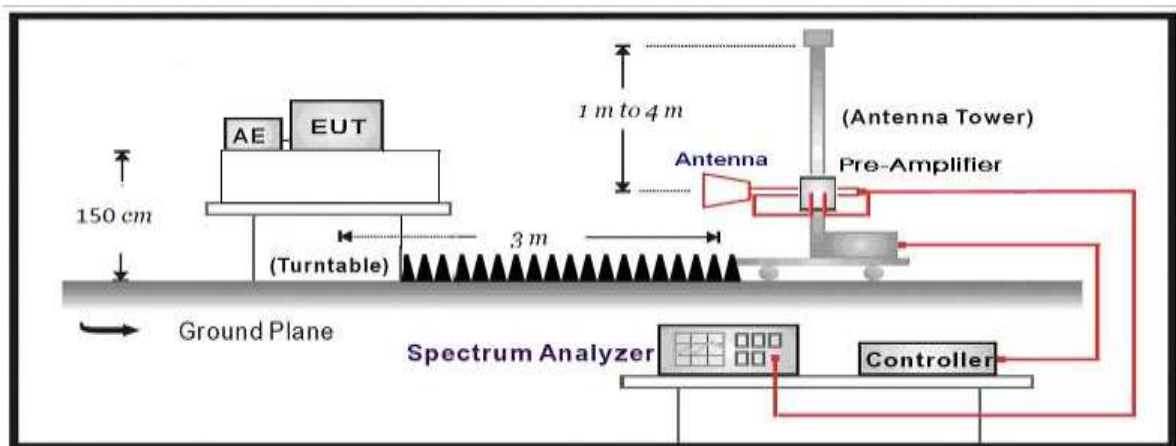 1 m to 4 m
(Antenna Tower)
AE
EUT
Antenna
Pre-Amplifier
150 cm
3 m
(Turntable)
Ground Plane
Spectrum Analyzer
Controller